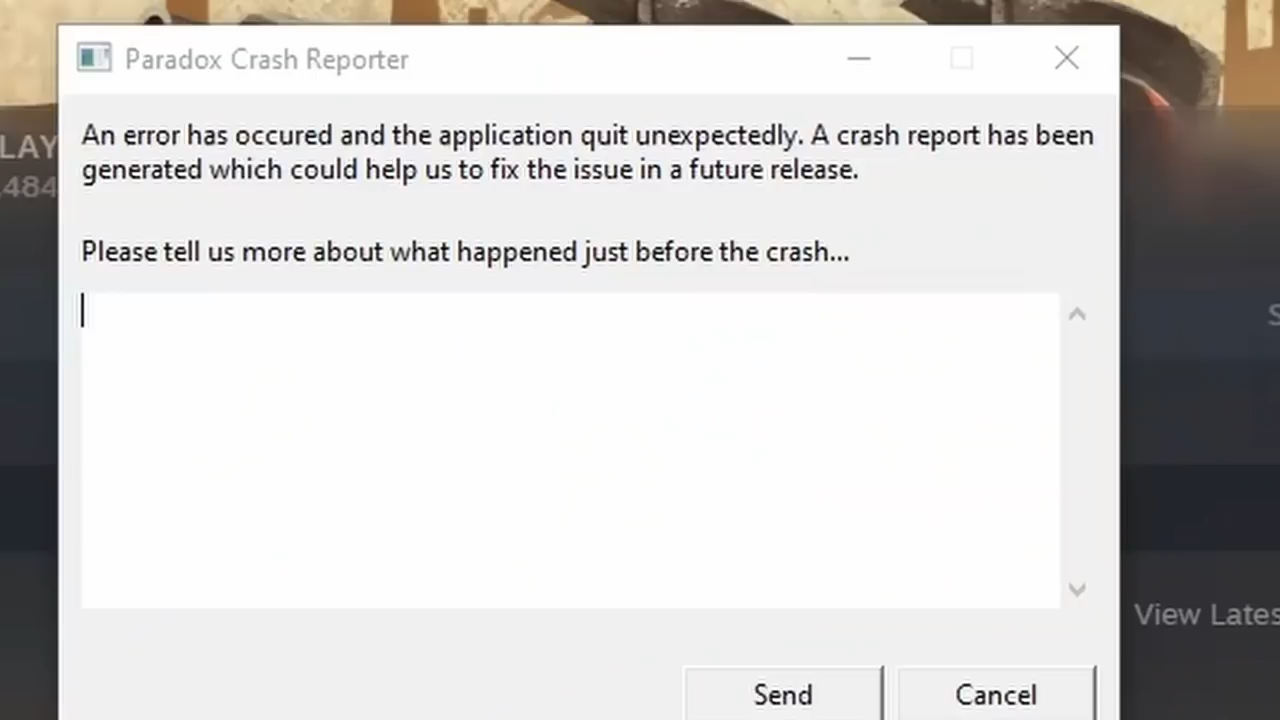 Paradox Crash Reporter
An error has occured and the application quit unexpectedly. A crash report has been
generated which could help us to fix the issue in a future release.
Please tell us more about what happened just before the crash...
LAY
.484
S
View Lates
Send
Cancel